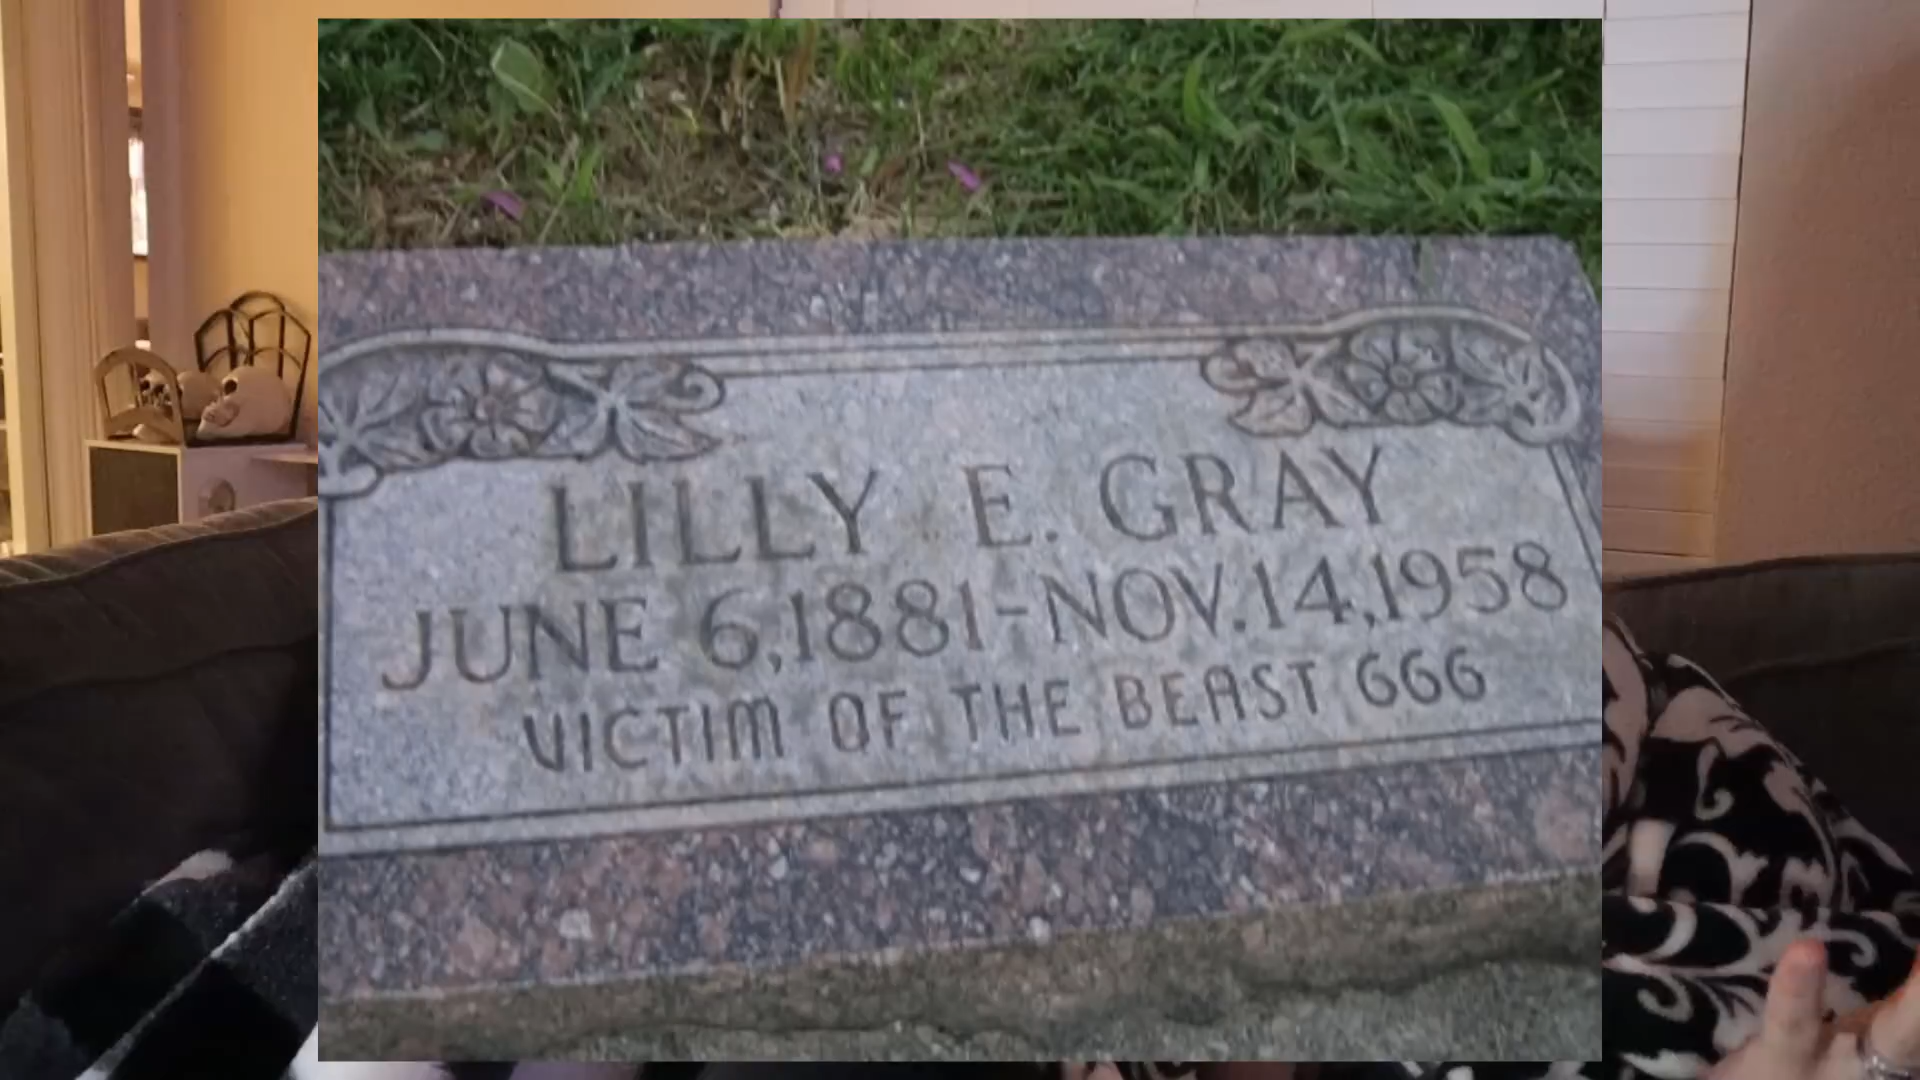 LILLY E. GRAY
JUNE 6,1881-NOV.14,1958
VICTIM OF THE BEAST 666